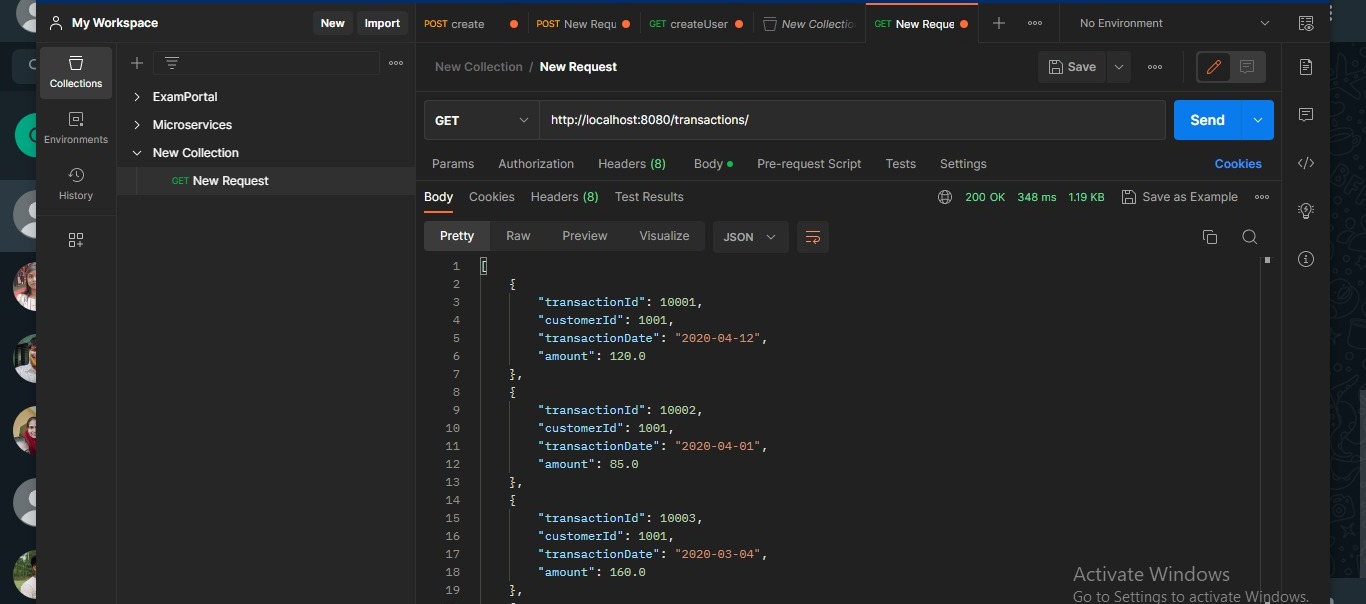 My Workspace
New
Import
POST create
POST New Requ
GET createUser
New Collectio
GET New Reque
No Environment
Collections
Environments
History
ExamPortal
Microservices
New Collection
GET New Request
New Collection / New Request
Save
GET
http://localhost:8080/transactions/
Send
Params
Authorization
Headers (8)
Body
Pre-request Script
Tests
Settings
Cookies
Body
Cookies
Headers (8)
Test Results
200 OK
348 ms
1.19 KB
Save as Example
Pretty
Raw
Preview
Visualize
JSON
1 [
2 {
3 "transactionId": 10001,
4 "customerId": 1001,
5 "transactionDate": "2020-04-12",
6 "amount": 120.0
7 },
8 {
9 "transactionId": 10002,
10 "customerId": 1001,
11 "transactionDate": "2020-04-01",
12 "amount": 85.0
13 },
14 {
15 "transactionId": 10003,
16 "customerId": 1001,
17 "transactionDate": "2020-03-04",
18 "amount": 160.0
19 },
Activate Windows
Go to Settings to activate Windows.